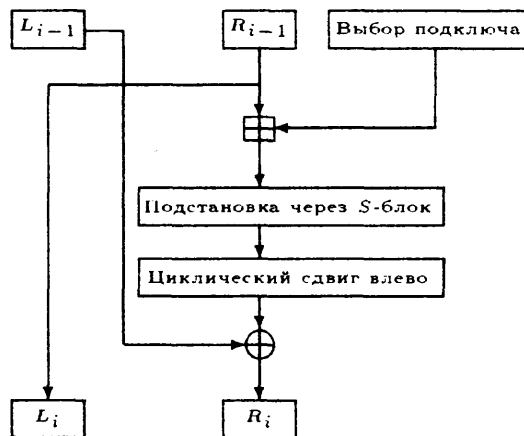 L_{i-1}
R_{i-1}
Выбор подключа
Подстановка через S-блок
Циклический сдвиг влево
L_i
R_i